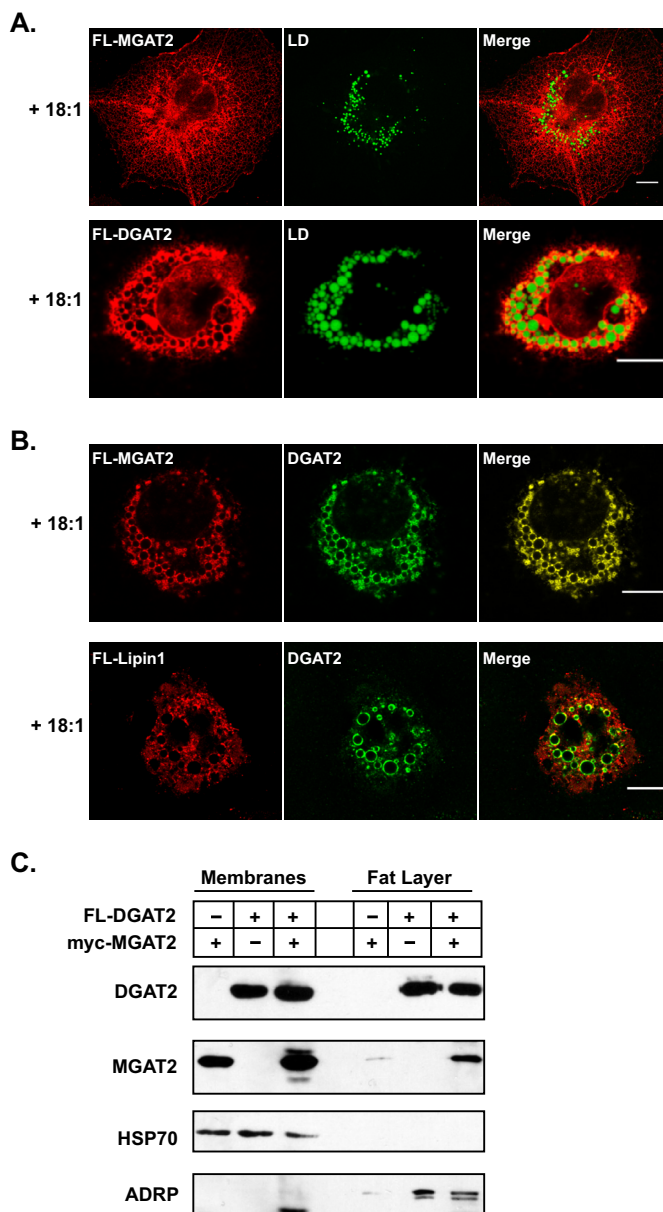 A.
FL-MGAT2 LD Merge
+ 18:1
FL-DGAT2 LD Merge
+ 18:1
B.
FL-MGAT2 DGAT2 Merge
+ 18:1
FL-Lipin1 DGAT2 Merge
+ 18:1
C.
Membranes Fat Layer
FL-DGAT2 – + + – + +
myc-MGAT2 + – + + – +
DGAT2
MGAT2
HSP70
ADRP